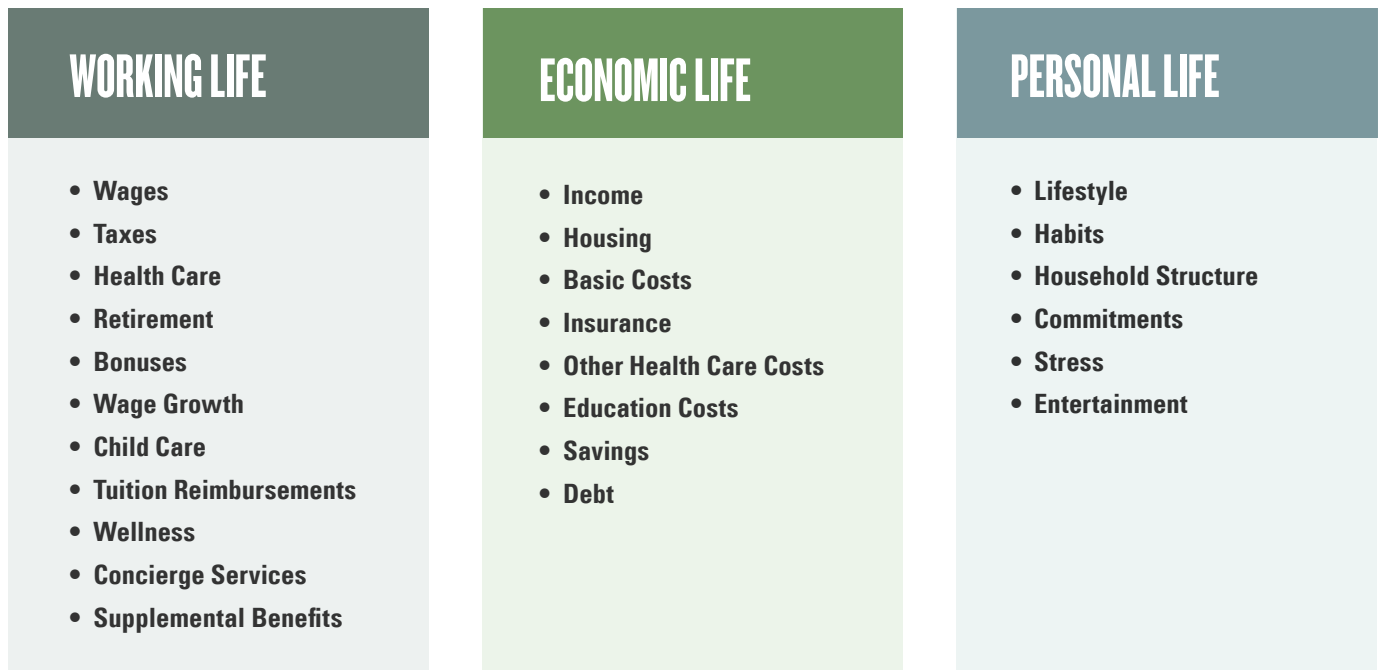 WORKING LIFE
• Wages
• Taxes
• Health Care
• Retirement
• Bonuses
• Wage Growth
• Child Care
• Tuition Reimbursements
• Wellness
• Concierge Services
• Supplemental Benefits
ECONOMIC LIFE
• Income
• Housing
• Basic Costs
• Insurance
• Other Health Care Costs
• Education Costs
• Savings
• Debt
PERSONAL LIFE
• Lifestyle
• Habits
• Household Structure
• Commitments
• Stress
• Entertainment